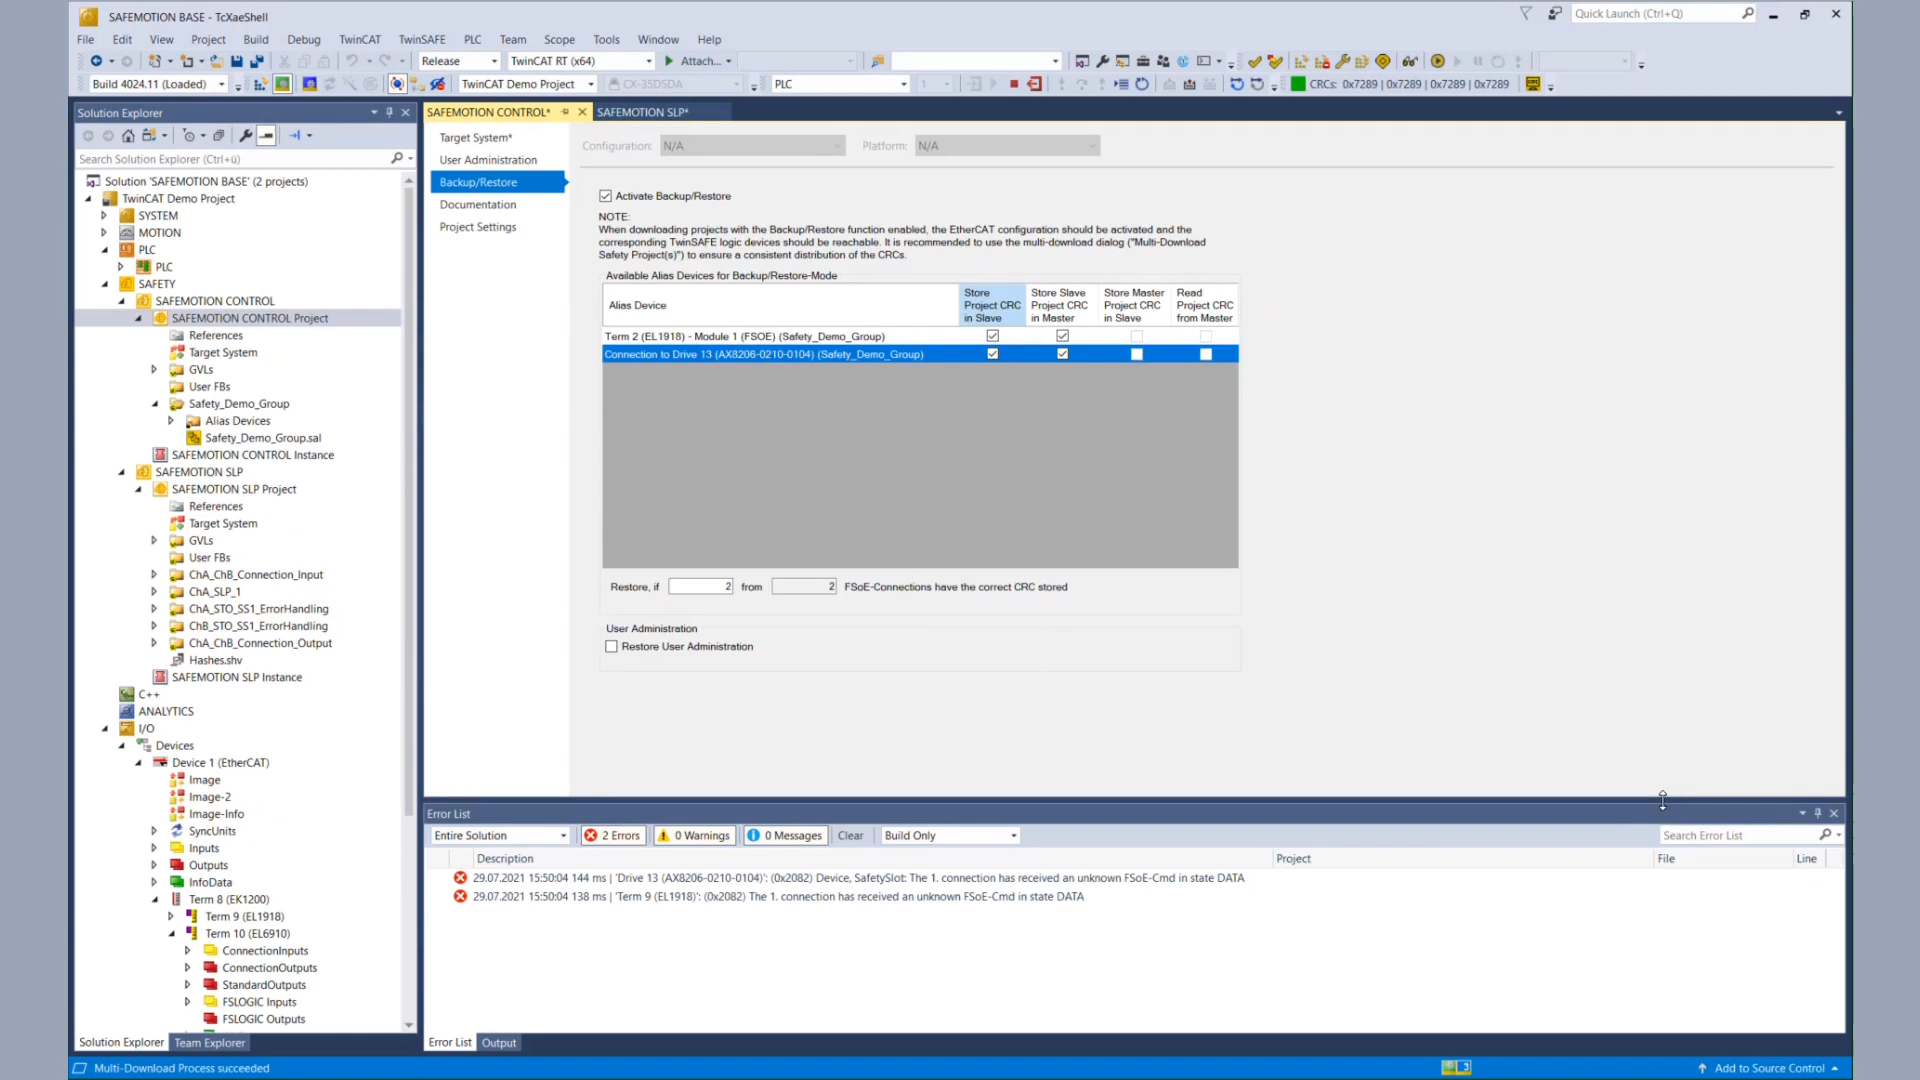 SAFEMOTION BASE - TcXaeShell
Quick Launch (Ctrl+Q)
File Edit View Project Build Debug TwinCAT TwinSAFE PLC Team Scope Tools Window Help
Release TwinCAT RT (x64) Attach...
Build 4024.11 (Loaded) TwinCAT Demo Project CX-35D5DA PLC 1 CRCs: 0x7289 | 0x7289 | 0x7289 | 0x7289
Solution Explorer
Search Solution Explorer (Ctrl+ü)
Solution 'SAFEMOTION BASE' (2 projects)
TwinCAT Demo Project
SYSTEM
MOTION
PLC
PLC
SAFETY
SAFEMOTION CONTROL
SAFEMOTION CONTROL Project
References
Target System
GVLs
User FBs
Safety_Demo_Group
Alias Devices
Safety_Demo_Group.sal
SAFEMOTION CONTROL Instance
SAFEMOTION SLP
SAFEMOTION SLP Project
References
Target System
GVLs
User FBs
ChA_ChB_Connection_Input
ChA_SLP_1
ChA_STO_SS1_ErrorHandling
ChB_STO_SS1_ErrorHandling
ChA_ChB_Connection_Output
Hashes.shv
SAFEMOTION SLP Instance
C++
ANALYTICS
I/O
Devices
Device 1 (EtherCAT)
Image
Image-2
Image-Info
SyncUnits
Inputs
Outputs
InfoData
Term 8 (EK1200)
Term 9 (EL1918)
Term 10 (EL6910)
ConnectionInputs
ConnectionOutputs
StandardOutputs
FSLOGIC Inputs
FSLOGIC Outputs
Solution Explorer Team Explorer
SAFEMOTION CONTROL* SAFEMOTION SLP*
Target System*
User Administration
Backup/Restore
Documentation
Project Settings
Configuration: N/A Platform: N/A
Activate Backup/Restore
NOTE:
When downloading projects with the Backup/Restore function enabled, the EtherCAT configuration should be activated and the
corresponding TwinSAFE logic devices should be reachable. It is recommended to use the multi-download dialog ("Multi-Download
Safety Project(s)") to ensure a consistent distribution of the CRCs.
Available Alias Devices for Backup/Restore-Mode
Alias Device
Store Project CRC in Slave
Store Slave Project CRC in Master
Store Master Project CRC in Slave
Read Project CRC from Master
Term 2 (EL1918) - Module 1 (FSOE) (Safety_Demo_Group)
Connection to Drive 13 (AX8206-0210-0104) (Safety_Demo_Group)
Restore, if 2 from 2 FSoE-Connections have the correct CRC stored
User Administration
Restore User Administration
Error List
Entire Solution 2 Errors 0 Warnings 0 Messages Clear Build Only Search Error List
Description Project File Line
29.07.2021 15:50:04 144 ms | 'Drive 13 (AX8206-0210-0104)': (0x2082) Device, SafetySlot: The 1. connection has received an unknown FSoE-Cmd in state DATA
29.07.2021 15:50:04 138 ms | 'Term 9 (EL1918)': (0x2082) The 1. connection has received an unknown FSoE-Cmd in state DATA
Error List Output
Multi-Download Process succeeded 3 Add to Source Control